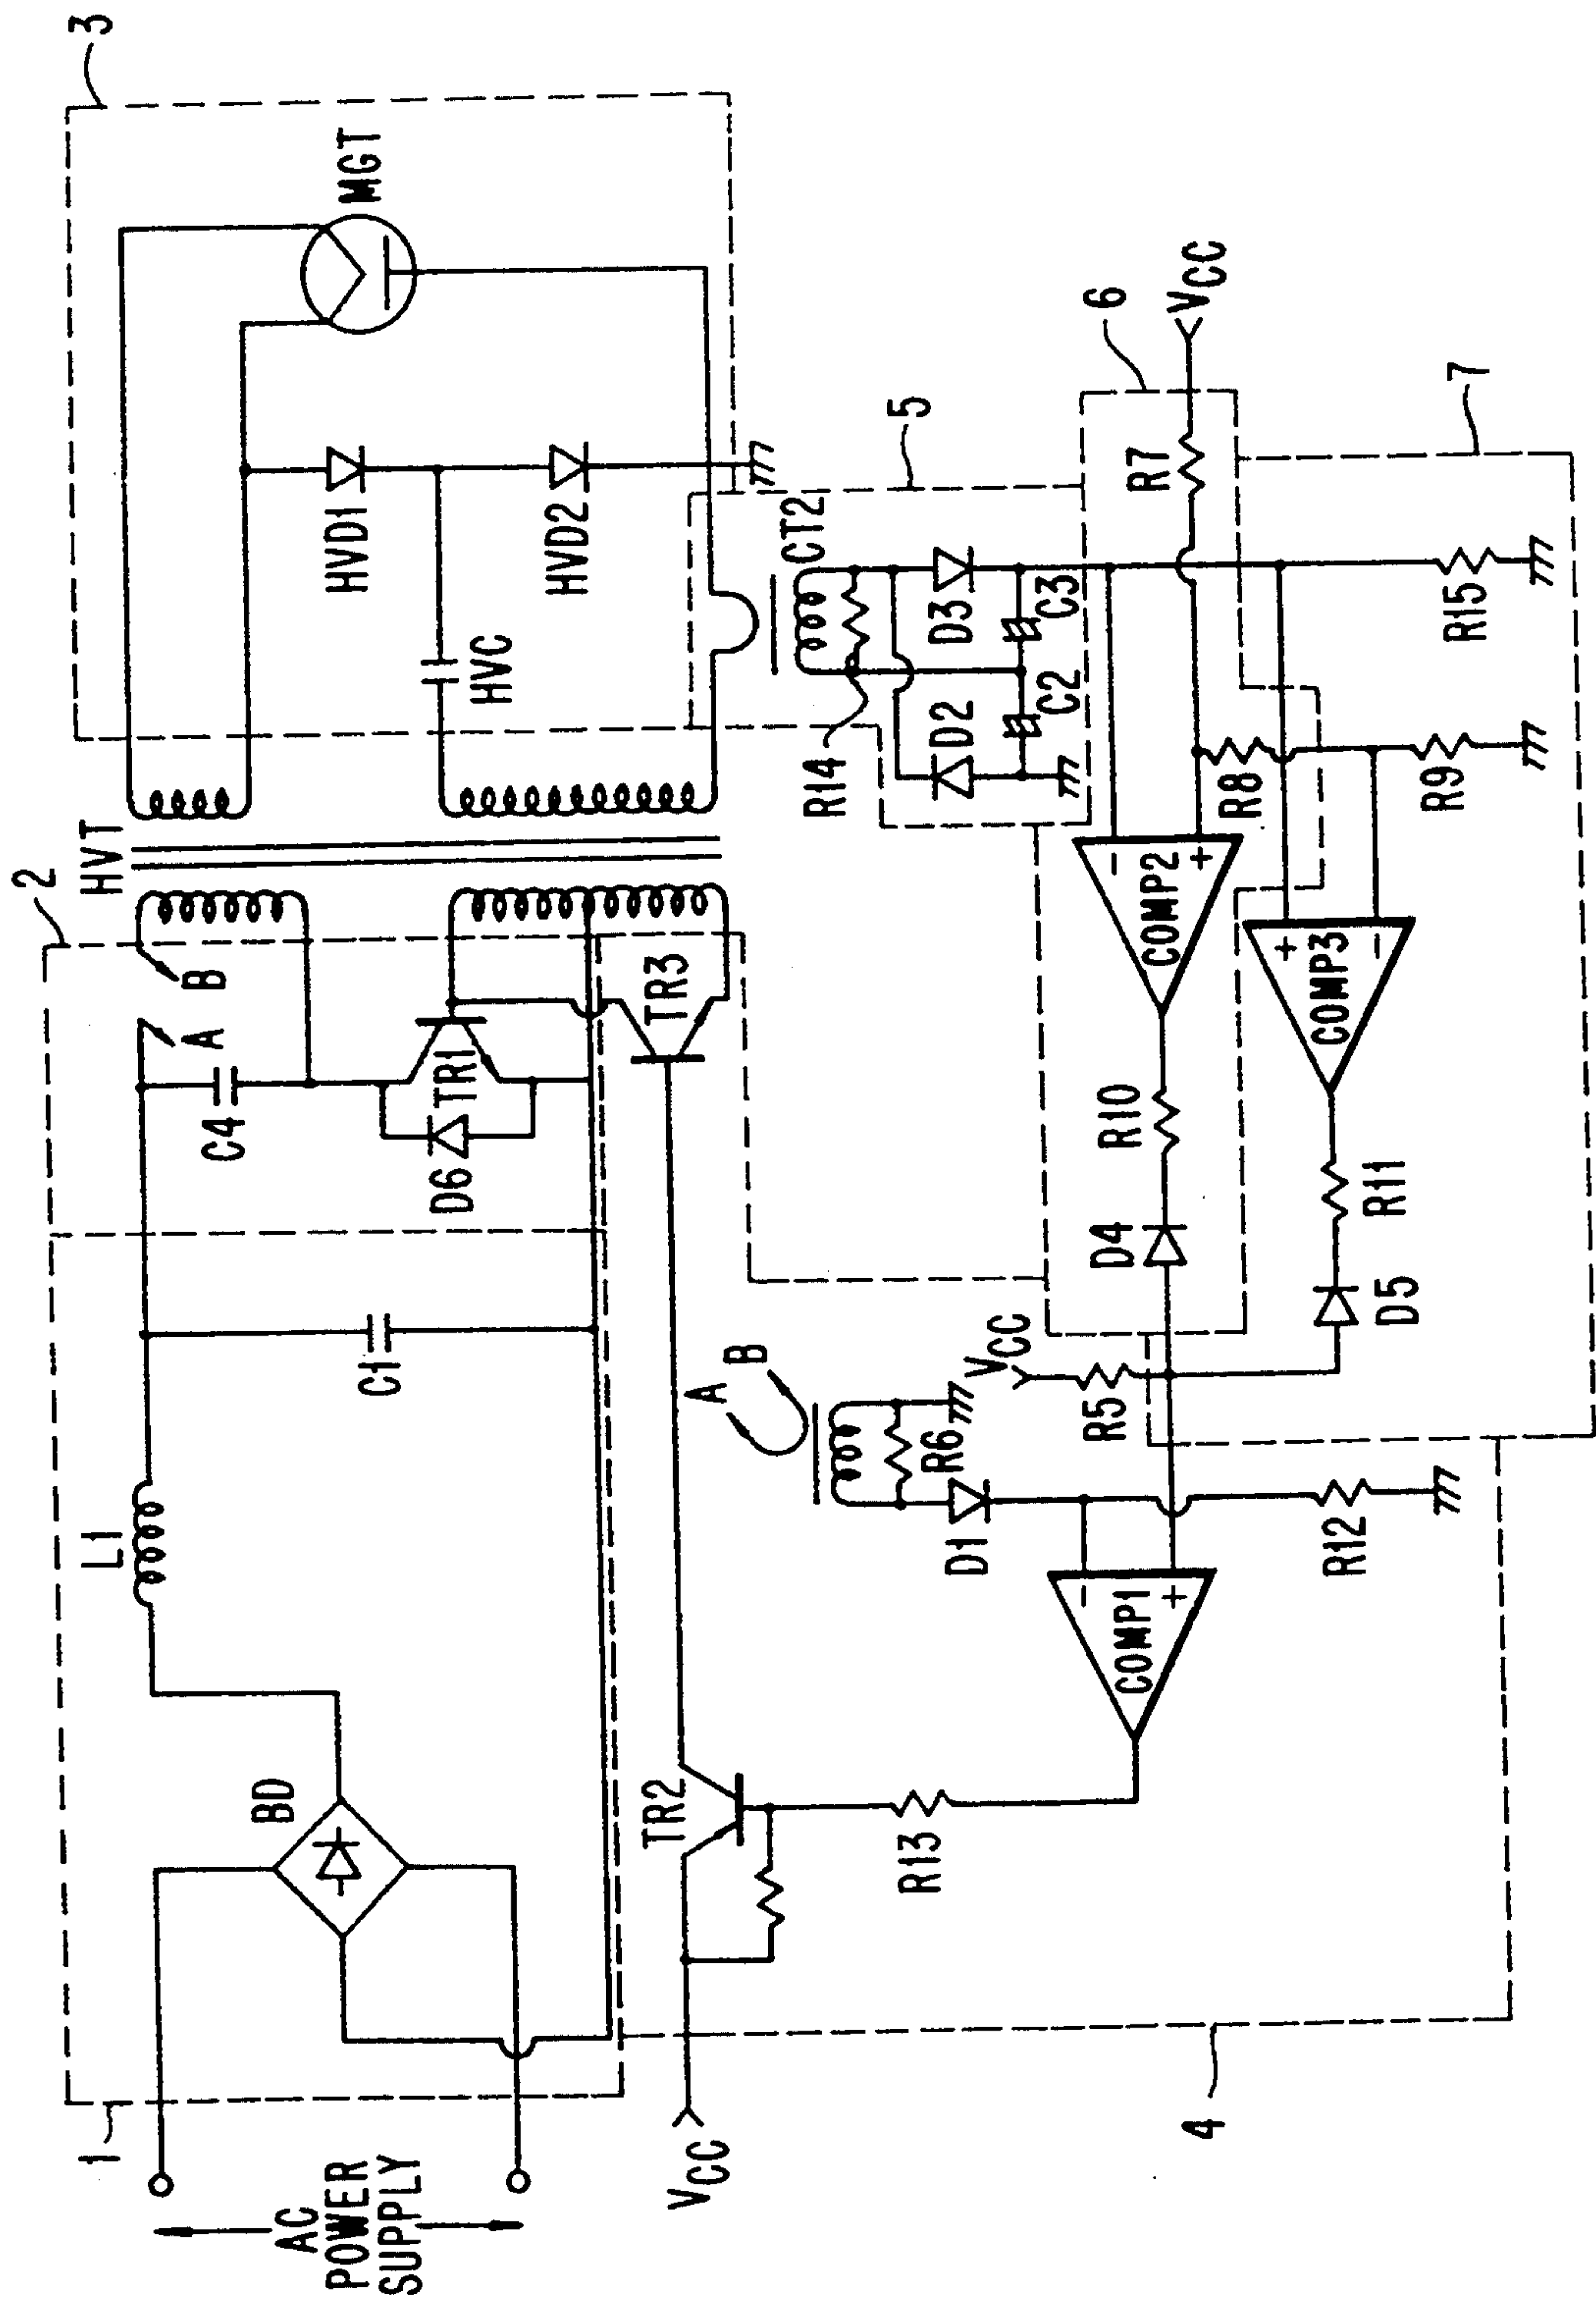 AC
POWER
SUPPLY
1
BD
L1
C1
2
A
B
C4
D6
TR1
TR3
HVT
3
MGT
HVD1
HVD2
HVC
VCC
TR2
R13
4
COMP1
-
+
A
B
D1
R6
R12
VCC
R5
5
CT2
R14
D3
D2
C3
C2
6
VCC
R7
COMP2
-
+
R8
R10
D4
7
R15
R9
COMP3
+
-
R11
D5